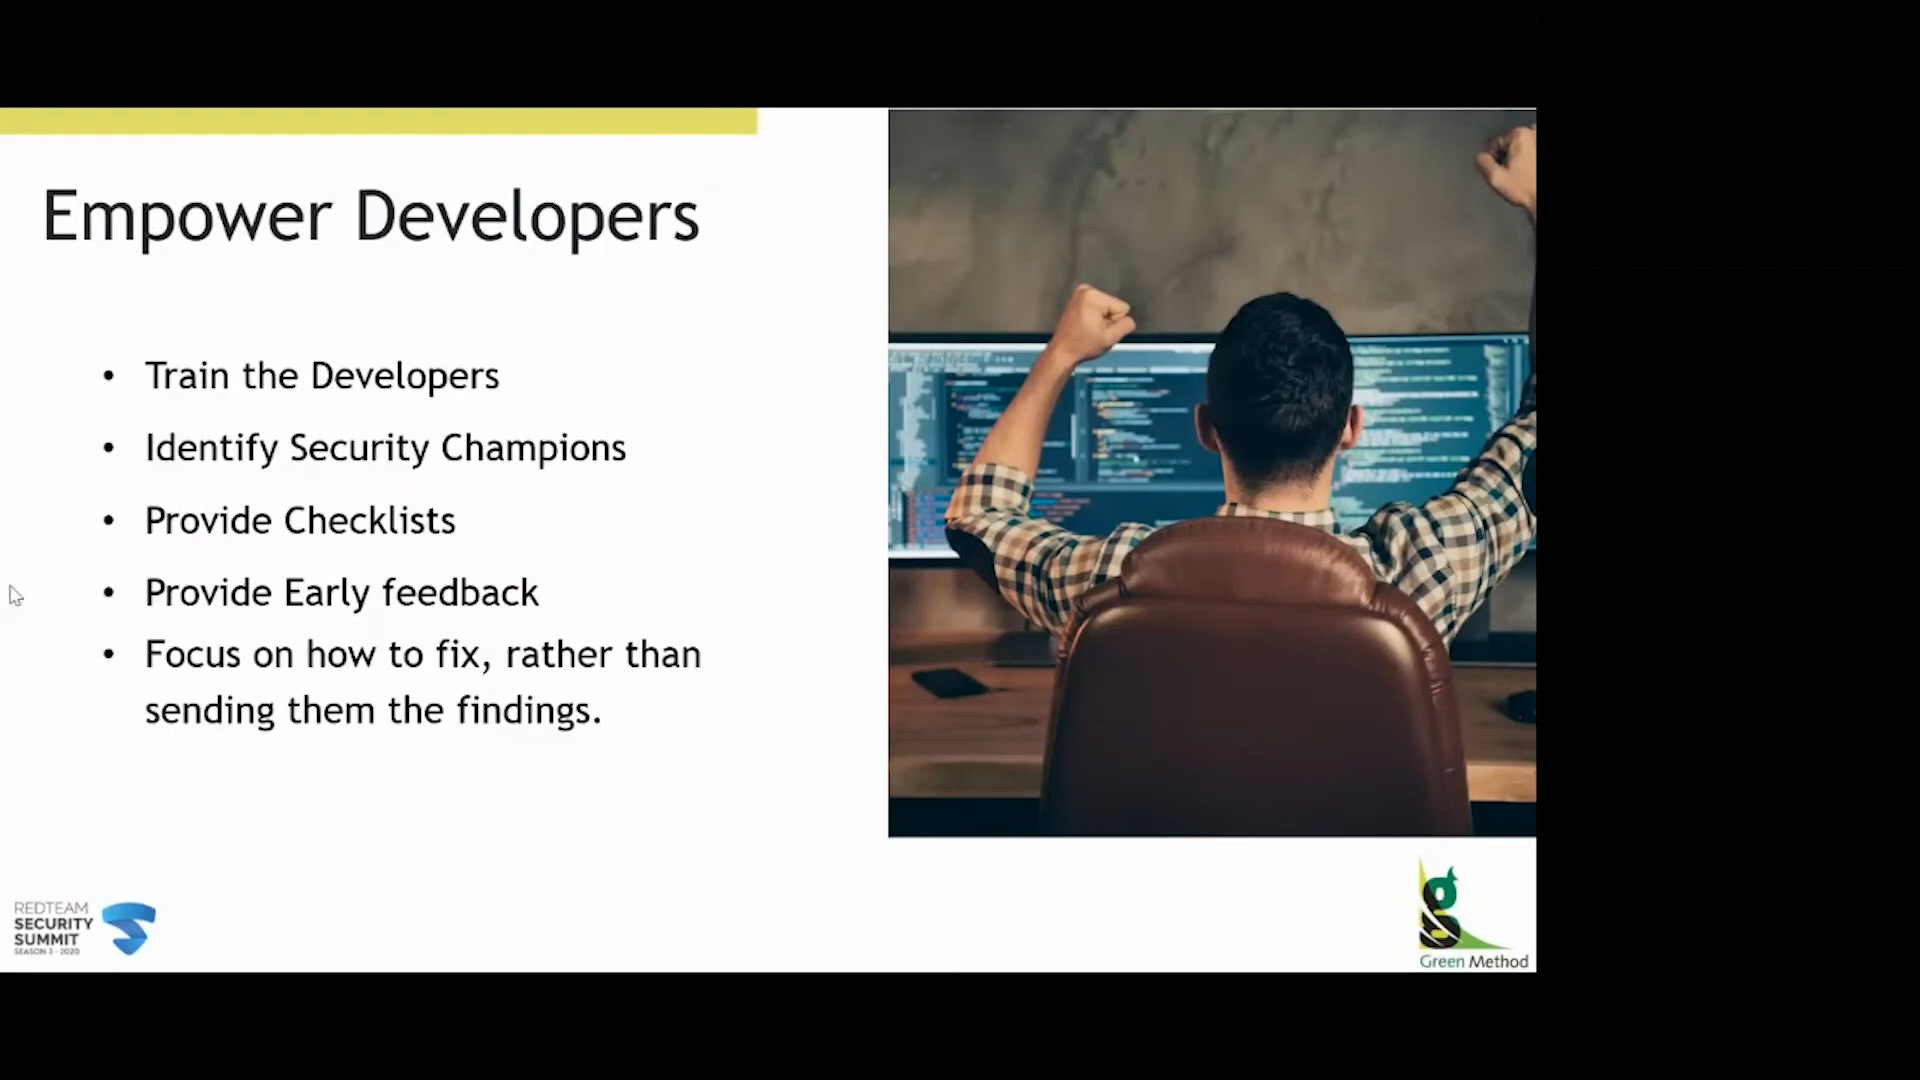 Empower Developers
• Train the Developers
• Identify Security Champions
• Provide Checklists
• Provide Early feedback
• Focus on how to fix, rather than
sending them the findings.
REDTEAM
SECURITY
SUMMIT
Green Method